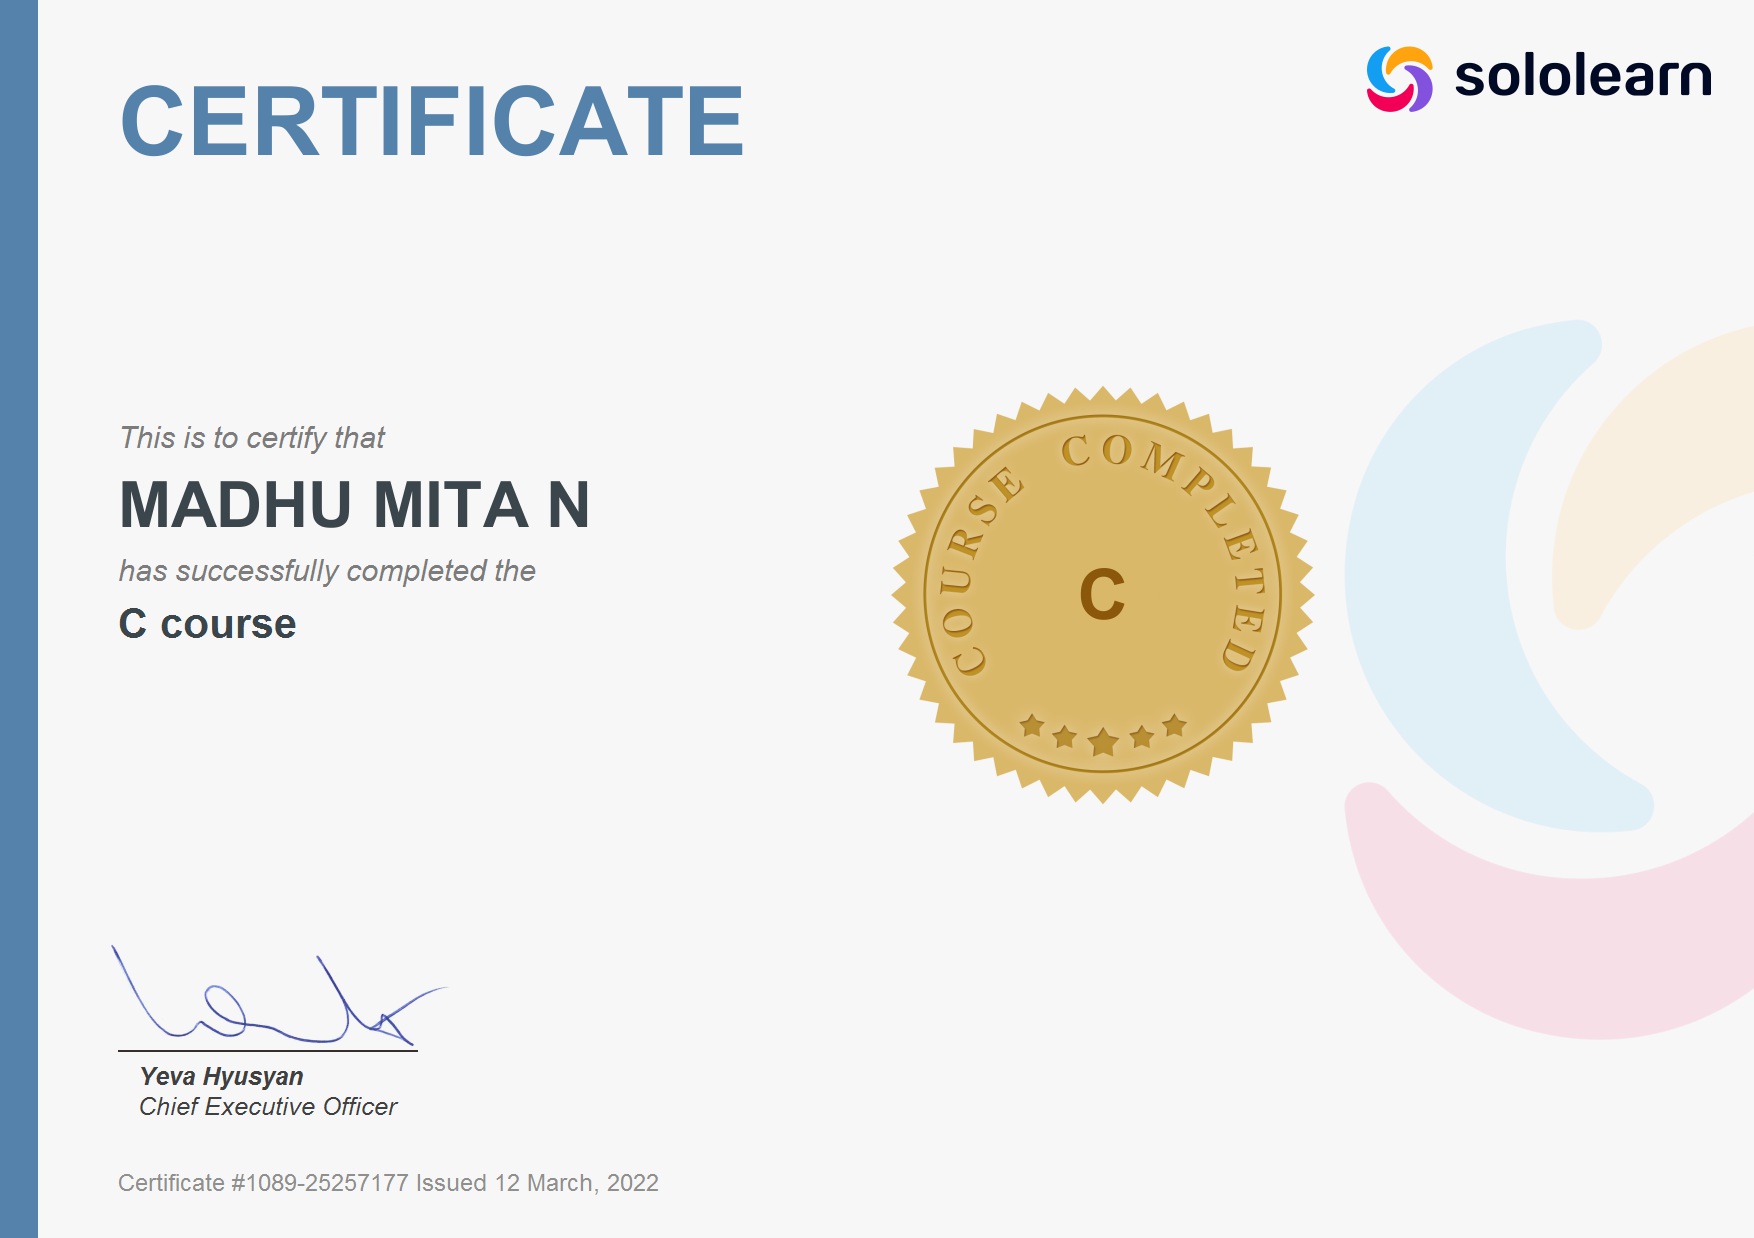 sololearn
CERTIFICATE
This is to certify that
MADHU MITA N
has successfully completed the
C course
COURSE COMPLETED
C
Yeva Hyusyan
Chief Executive Officer
Certificate #1089-25257177 Issued 12 March, 2022